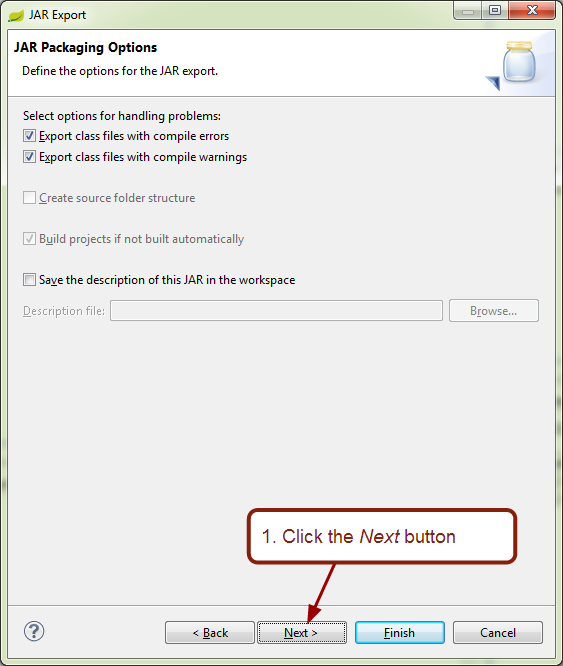 JAR Export
JAR Packaging Options
Define the options for the JAR export.
Select options for handling problems:
Export class files with compile errors
Export class files with compile warnings
Create source folder structure
Build projects if not built automatically
Save the description of this JAR in the workspace
Description file:
Browse...
1. Click the Next button
?
< Back
Next >
Finish
Cancel